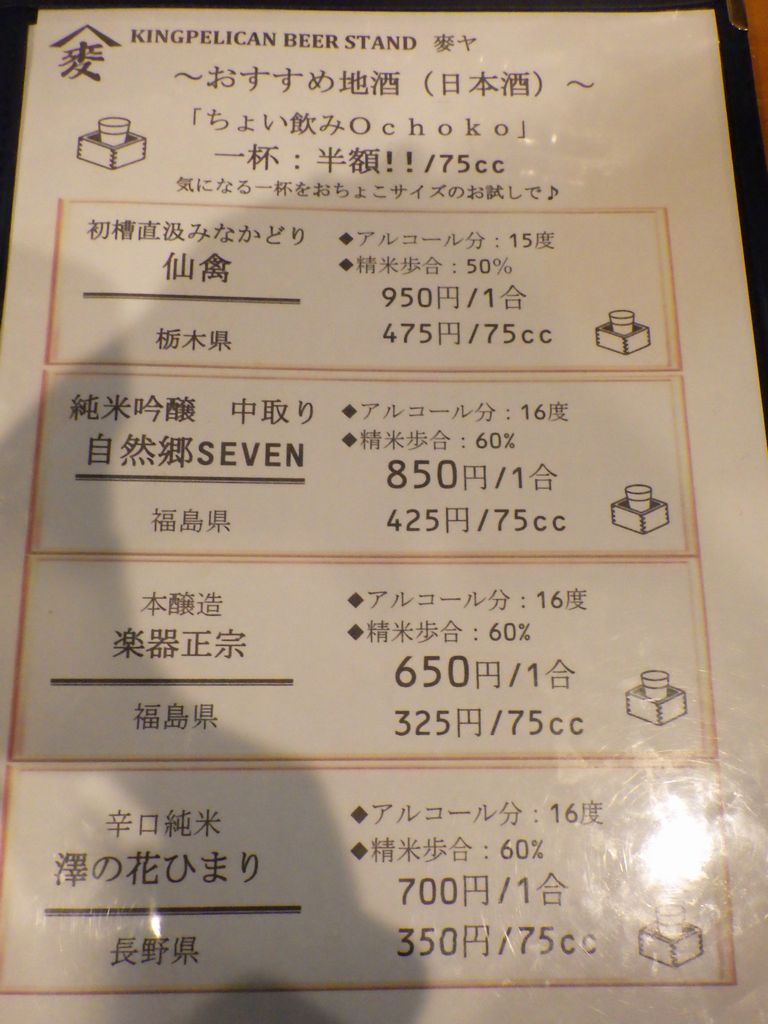 麥 KINGPELICAN BEER STAND 麥ヤ
～おすすめ地酒（日本酒）～
「ちょい飲みOchoko」
一杯：半額!!/75cc
気になる一杯をおちょこサイズのお試しで♪
初槽直汲みなかどり
仙禽
栃木県
◆アルコール分：15度
◆精米歩合：50%
950円/1合
475円/75cc
純米吟醸　中取り
自然郷SEVEN
福島県
◆アルコール分：16度
◆精米歩合：60%
850円/1合
425円/75cc
本醸造
楽器正宗
福島県
◆アルコール分：16度
◆精米歩合：60%
650円/1合
325円/75cc
辛口純米
澤の花ひまり
長野県
◆アルコール分：16度
◆精米歩合：60%
700円/1合
350円/75cc